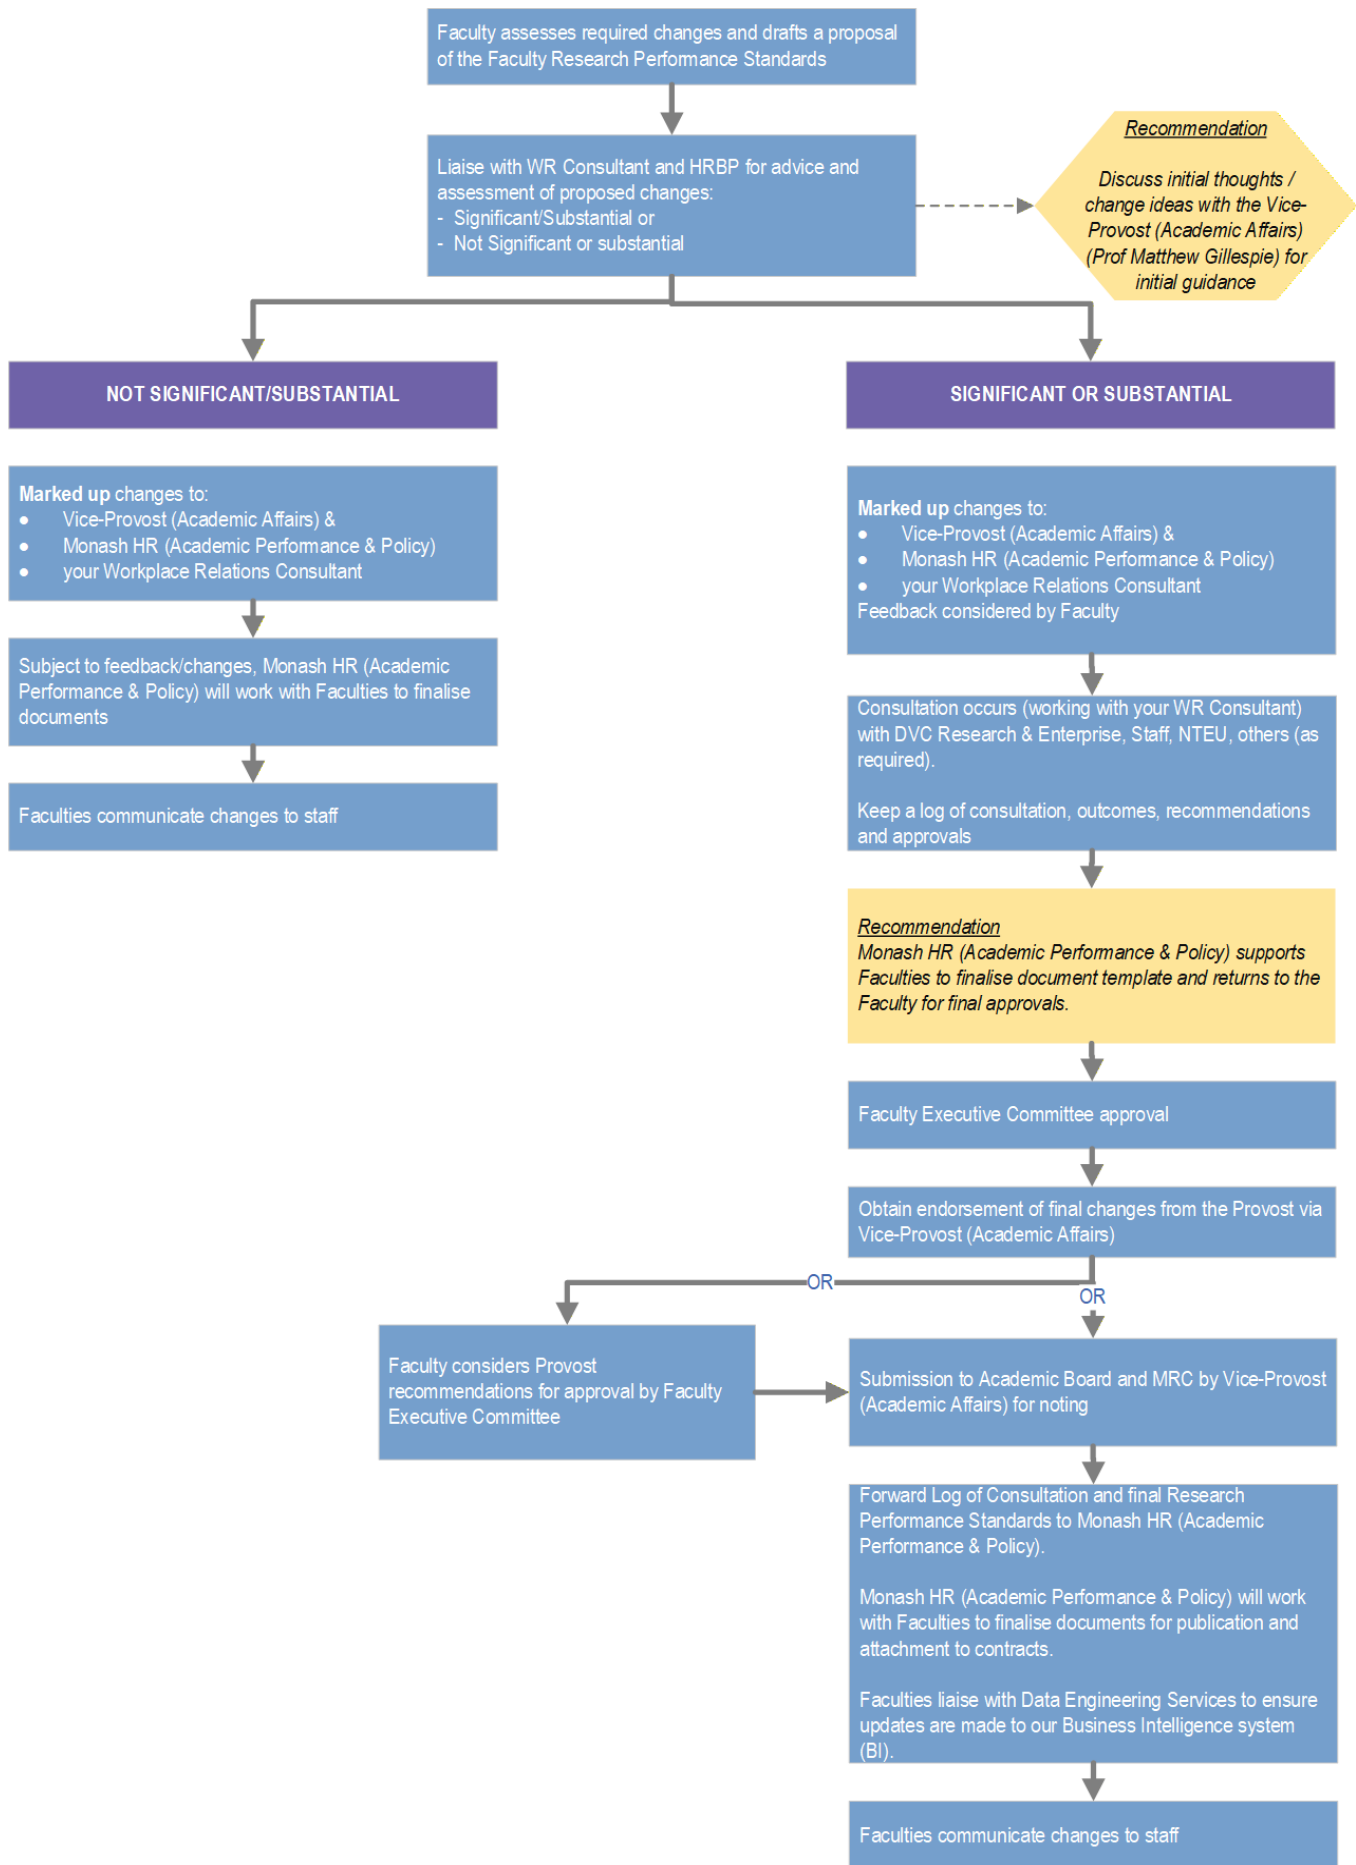 Faculty assesses required changes and drafts a proposal
of the Faculty Research Performance Standards
Liaise with WR Consultant and HRBP for advice and
assessment of proposed changes:
- Significant/Substantial or
- Not Significant or substantial
Recommendation
Discuss initial thoughts /
change ideas with the Vice-
Provost (Academic Affairs)
(Prof Matthew Gillespie) for
initial guidance
NOT SIGNIFICANT/SUBSTANTIAL
Marked up changes to:
● Vice-Provost (Academic Affairs) &
● Monash HR (Academic Performance & Policy)
● your Workplace Relations Consultant
Subject to feedback/changes, Monash HR (Academic
Performance & Policy) will work with Faculties to finalise
documents
Faculties communicate changes to staff
SIGNIFICANT OR SUBSTANTIAL
Marked up changes to:
● Vice-Provost (Academic Affairs) &
● Monash HR (Academic Performance & Policy)
● your Workplace Relations Consultant
Feedback considered by Faculty
Consultation occurs (working with your WR Consultant)
with DVC Research & Enterprise, Staff, NTEU, others (as
required).
Keep a log of consultation, outcomes, recommendations
and approvals
Recommendation
Monash HR (Academic Performance & Policy) supports
Faculties to finalise document template and returns to the
Faculty for final approvals.
Faculty Executive Committee approval
Obtain endorsement of final changes from the Provost via
Vice-Provost (Academic Affairs)
OR
OR
Faculty considers Provost
recommendations for approval by Faculty
Executive Committee
Submission to Academic Board and MRC by Vice-Provost
(Academic Affairs) for noting
Forward Log of Consultation and final Research
Performance Standards to Monash HR (Academic
Performance & Policy).
Monash HR (Academic Performance & Policy) will work
with Faculties to finalise documents for publication and
attachment to contracts.
Faculties liaise with Data Engineering Services to ensure
updates are made to our Business Intelligence system
(BI).
Faculties communicate changes to staff